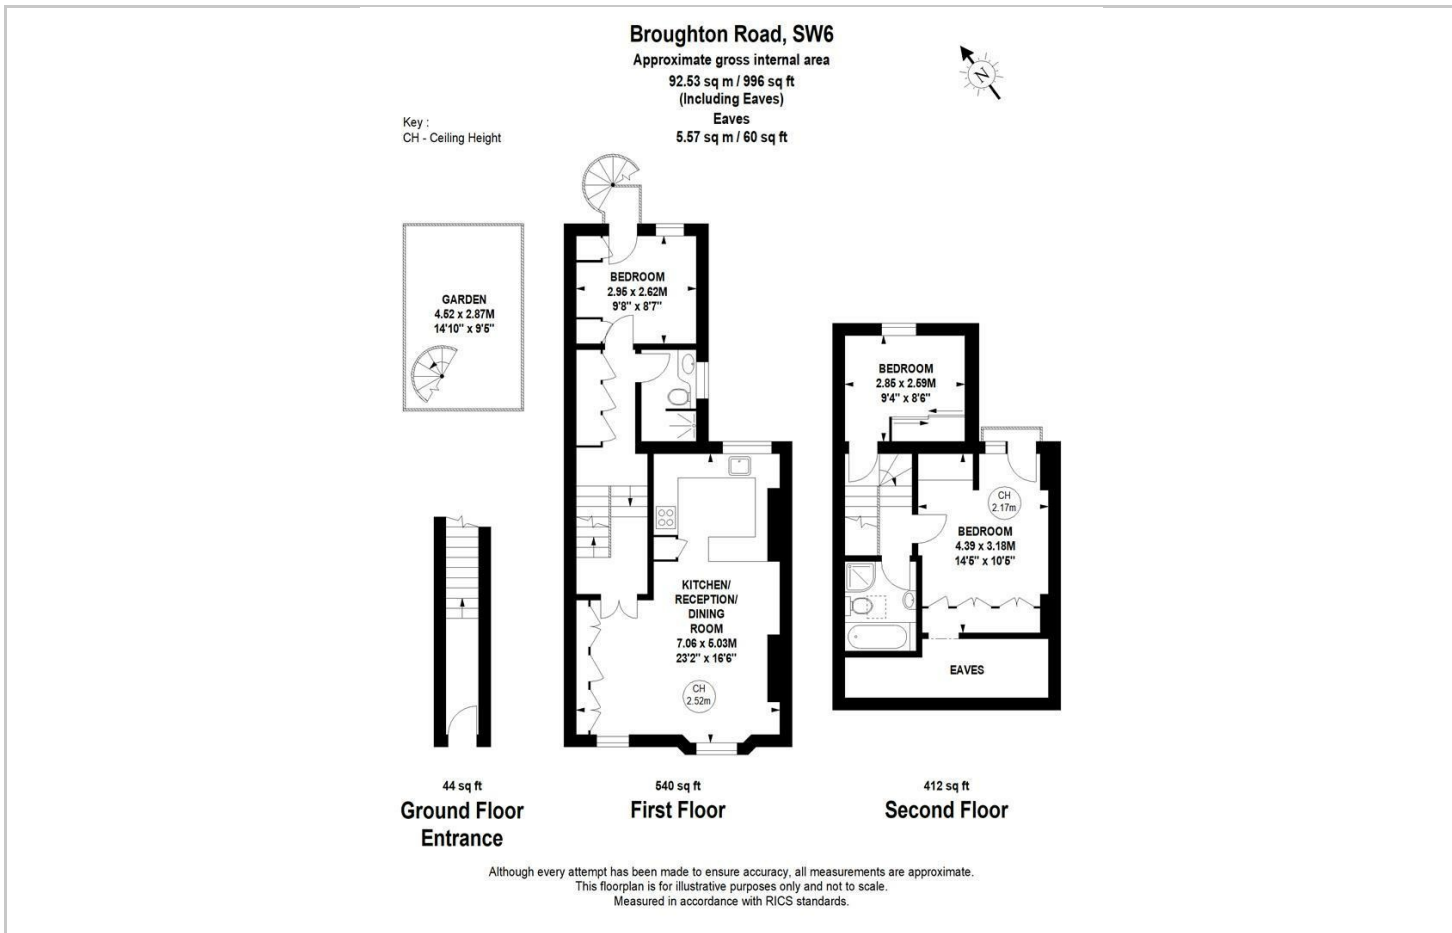 Broughton Road, SW6
Approximate gross internal area
92.53 sq m / 996 sq ft
(Including Eaves)
Eaves
5.57 sq m / 60 sq ft
N
Key :
CH - Ceiling Height
GARDEN
4.52 x 2.87M
14'10" x 9'5"
BEDROOM
2.95 x 2.62M
9'8" x 8'7"
KITCHEN/
RECEPTION/
DINING
ROOM
7.06 x 5.03M
23'2" x 16'6"
CH
2.52m
BEDROOM
2.85 x 2.59M
9'4" x 8'6"
CH
2.17m
BEDROOM
4.39 x 3.18M
14'5" x 10'5"
EAVES
44 sq ft
Ground Floor
Entrance
540 sq ft
First Floor
412 sq ft
Second Floor
Although every attempt has been made to ensure accuracy, all measurements are approximate.
This floorplan is for illustrative purposes only and not to scale.
Measured in accordance with RICS standards.